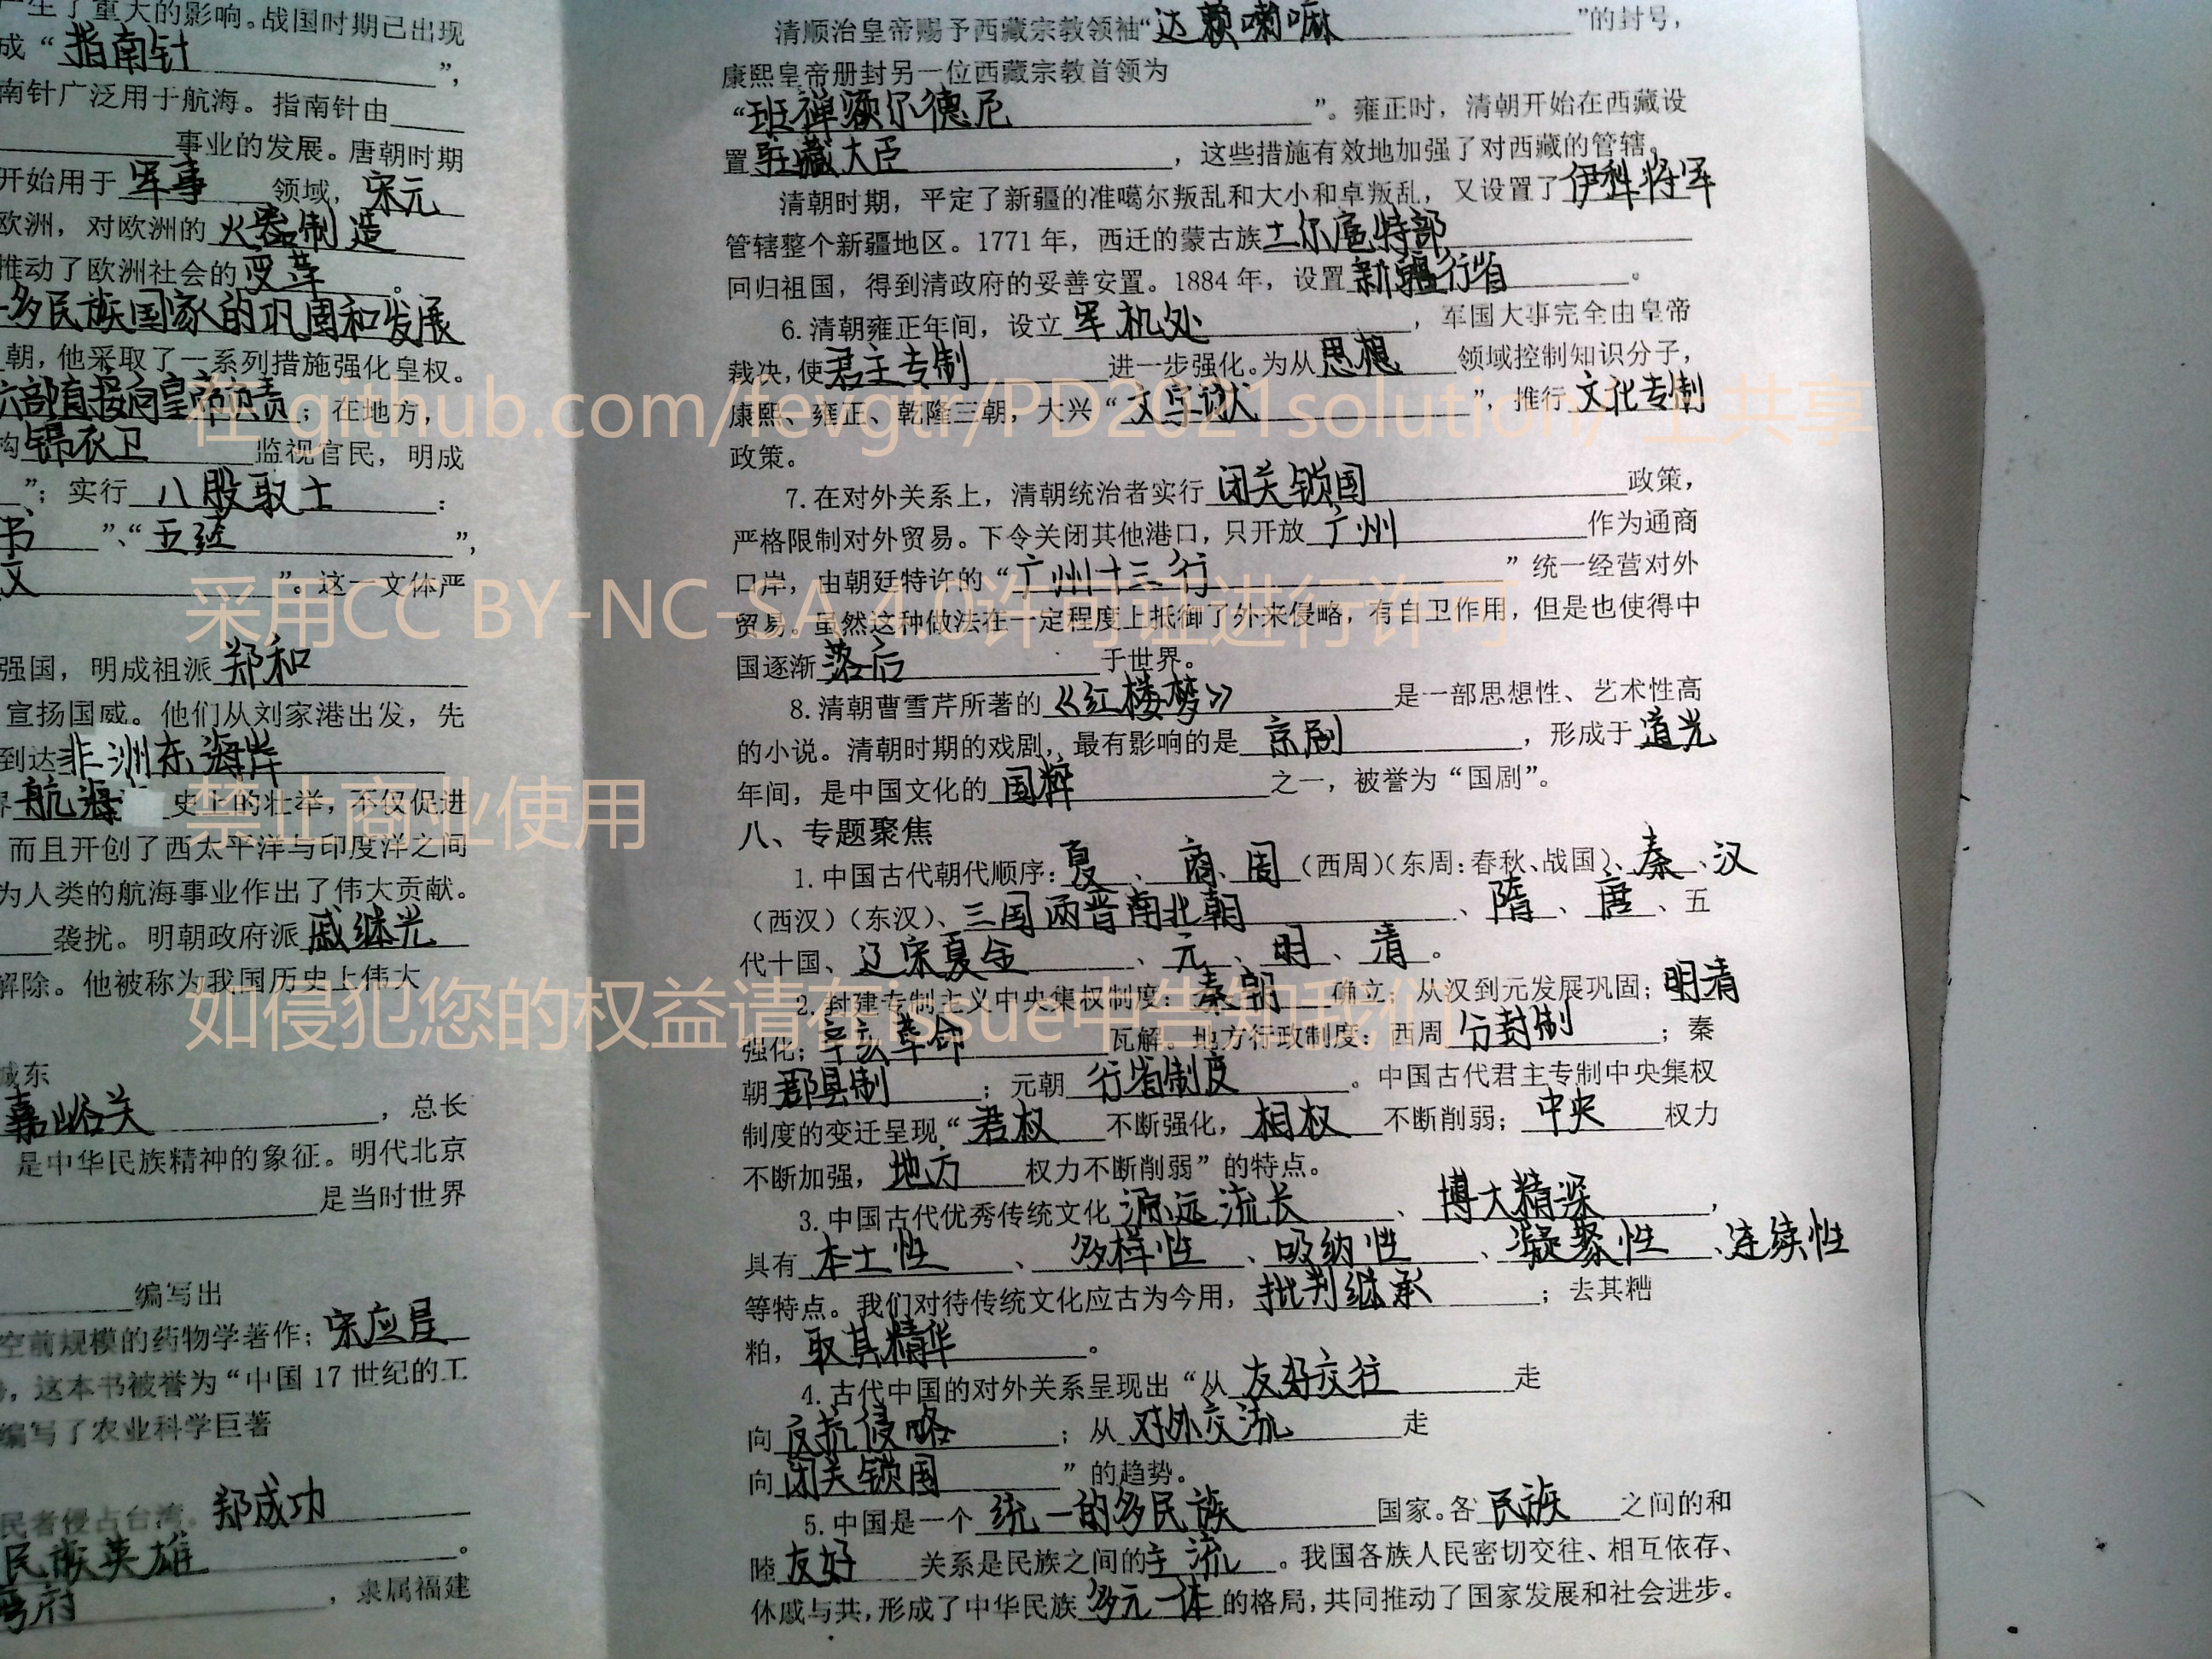 产生了重大的影响。战国时期已出现
成“指南针”，
南针广泛用于航海。指南针由
事业的发展。唐朝时期
开始用于军事领域，宋元
欧洲，对欧洲的火器制造
推动了欧洲社会的变革。
多民族国家的巩固和发展
朝，他采取了一系列措施强化皇权。
六部直接向皇帝负责；在地方，
构锦衣卫监视官民，明成
”；实行八股取士：
书”、“五经”，
文”。这一文体严
强国，明成祖派郑和
宣扬国威。他们从刘家港出发，先
到达非洲东海岸
界航海史上的壮举，不仅促进
而且开创了西太平洋与印度洋之间
为人类的航海事业作出了伟大贡献。
袭扰。明朝政府派戚继光
解除。他被称为我国历史上伟大
城东
嘉峪关，总长
是中华民族精神的象征。明代北京
是当时世界
编写出
空前规模的药物学著作；宋应星
，这本书被誉为“中国17世纪的工
编写了农业科学巨著
民者侵占台湾。郑成功
民族英雄。
湾府，隶属福建
清顺治皇帝赐予西藏宗教领袖“达赖喇嘛”的封号，
康熙皇帝册封另一位西藏宗教首领为
“班禅额尔德尼”。雍正时，清朝开始在西藏设
置驻藏大臣，这些措施有效地加强了对西藏的管辖。
清朝时期，平定了新疆的准噶尔叛乱和大小和卓叛乱，又设置了伊犁将军
管辖整个新疆地区。1771年，西迁的蒙古族土尔扈特部
回归祖国，得到清政府的妥善安置。1884年，设置新疆行省。
6.清朝雍正年间，设立军机处，军国大事完全由皇帝
裁决，使君主专制进一步强化。为从思想领域控制知识分子，
康熙、雍正、乾隆三朝，大兴“文字狱”，推行文化专制
政策。
7.在对外关系上，清朝统治者实行闭关锁国政策，
严格限制对外贸易。下令关闭其他港口，只开放广州作为通商
口岸，由朝廷特许的“广州十三行”统一经营对外
贸易。虽然这种做法在一定程度上抵御了外来侵略，有自卫作用，但是也使得中
国逐渐落后于世界。
8.清朝曹雪芹所著的《红楼梦》是一部思想性、艺术性高
的小说。清朝时期的戏剧，最有影响的是京剧，形成于道光
年间，是中国文化的国粹之一，被誉为“国剧”。
八、专题聚焦
1.中国古代朝代顺序：夏、商、周（西周）（东周：春秋、战国）、秦、汉
（西汉）（东汉）、三国两晋南北朝、隋、唐、五
代十国、辽宋夏金、元、明、清。
2.封建专制主义中央集权制度：秦朝确立；从汉到元发展巩固；明清
强化；辛亥革命瓦解。地方行政制度：西周分封制；秦
朝郡县制；元朝行省制度。中国古代君主专制中央集权
制度的变迁呈现“君权不断强化，相权不断削弱；中央权力
不断加强，地方权力不断削弱”的特点。
3.中国古代优秀传统文化源远流长、博大精深，
具有本土性、多样性、吸纳性、凝聚性、连续性
等特点。我们对待传统文化应古为今用，批判继承；去其糟
粕，取其精华。
4.古代中国的对外关系呈现出“从友好交往走
向反抗侵略；从对外交流走
向闭关锁国”的趋势。
5.中国是一个统一的多民族国家。各民族之间的和
睦友好关系是民族之间的主流。我国各族人民密切交往、相互依存、
休戚与共，形成了中华民族多元一体的格局，共同推动了国家发展和社会进步。
在 github.com/fevgtf/PD2021solution/ 上共享
采用CC BY-NC-SA 4.0许可证进行许可
禁止商业使用
如侵犯您的权益请在issue中告知我们